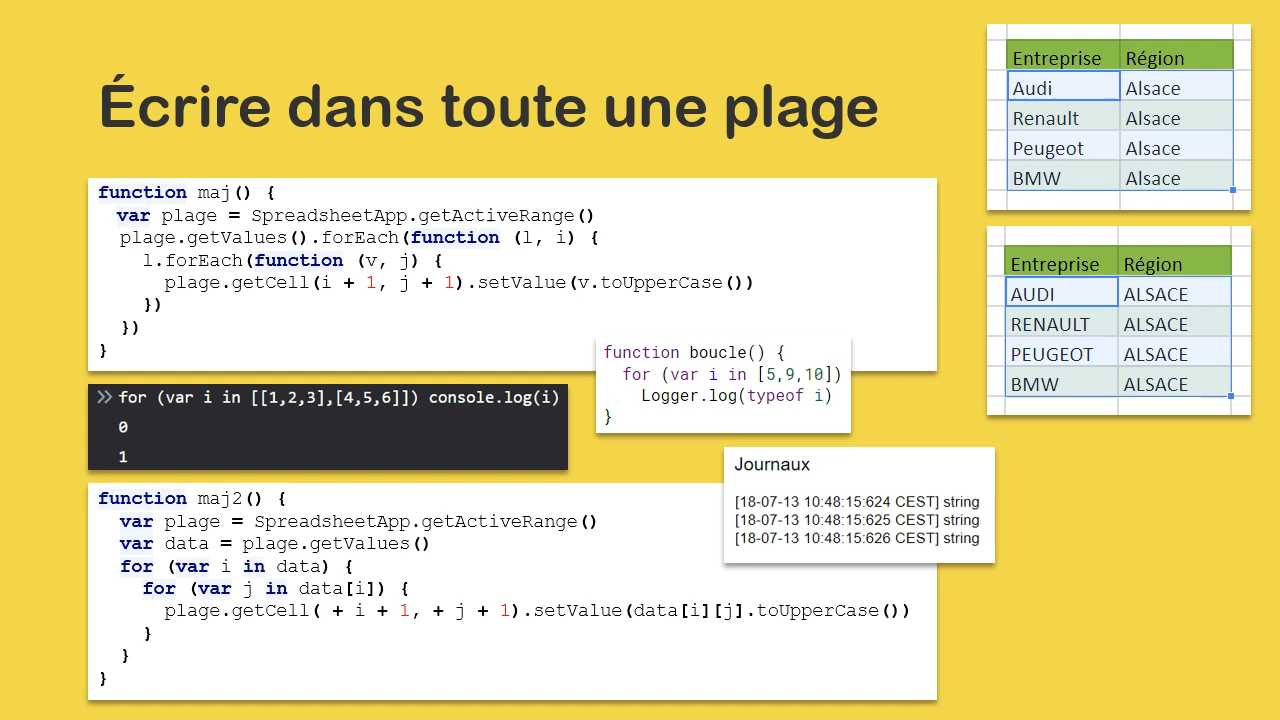 Écrire dans toute une plage
Entreprise Région
Audi Alsace
Renault Alsace
Peugeot Alsace
BMW Alsace
Entreprise Région
AUDI ALSACE
RENAULT ALSACE
PEUGEOT ALSACE
BMW ALSACE
function maj() {
var plage = SpreadsheetApp.getActiveRange()
plage.getValues().forEach(function (l, i) {
l.forEach(function (v, j) {
plage.getCell(i + 1, j + 1).setValue(v.toUpperCase())
})
})
}
function boucle() {
for (var i in [5,9,10])
Logger.log(typeof i)
}
>> for (var i in [[1,2,3],[4,5,6]]) console.log(i)
0
1
Journaux
[18-07-13 10:48:15:624 CEST] string
[18-07-13 10:48:15:625 CEST] string
[18-07-13 10:48:15:626 CEST] string
function maj2() {
var plage = SpreadsheetApp.getActiveRange()
var data = plage.getValues()
for (var i in data) {
for (var j in data[i]) {
plage.getCell( + i + 1, + j + 1).setValue(data[i][j].toUpperCase())
}
}
}